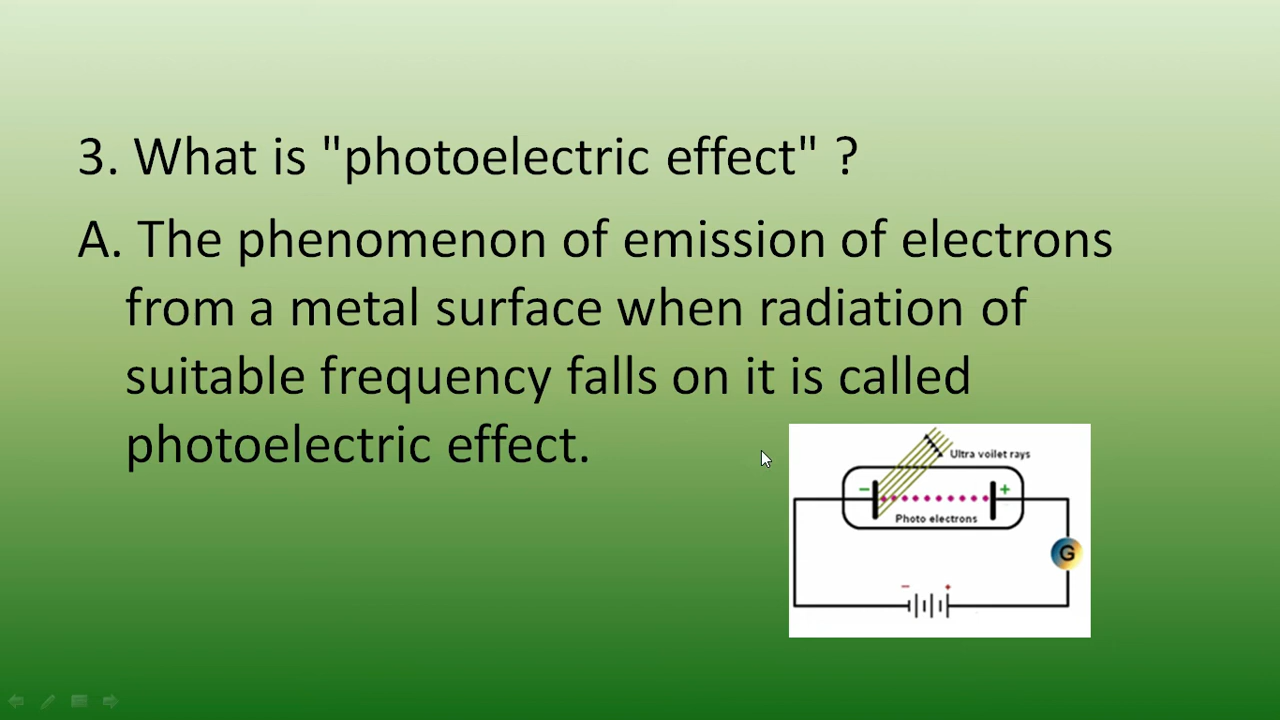 3. What is "photoelectric effect" ?
A. The phenomenon of emission of electrons
from a metal surface when radiation of
suitable frequency falls on it is called
photoelectric effect.
Ultra voilet rays
− +
Photo electrons
G
− +